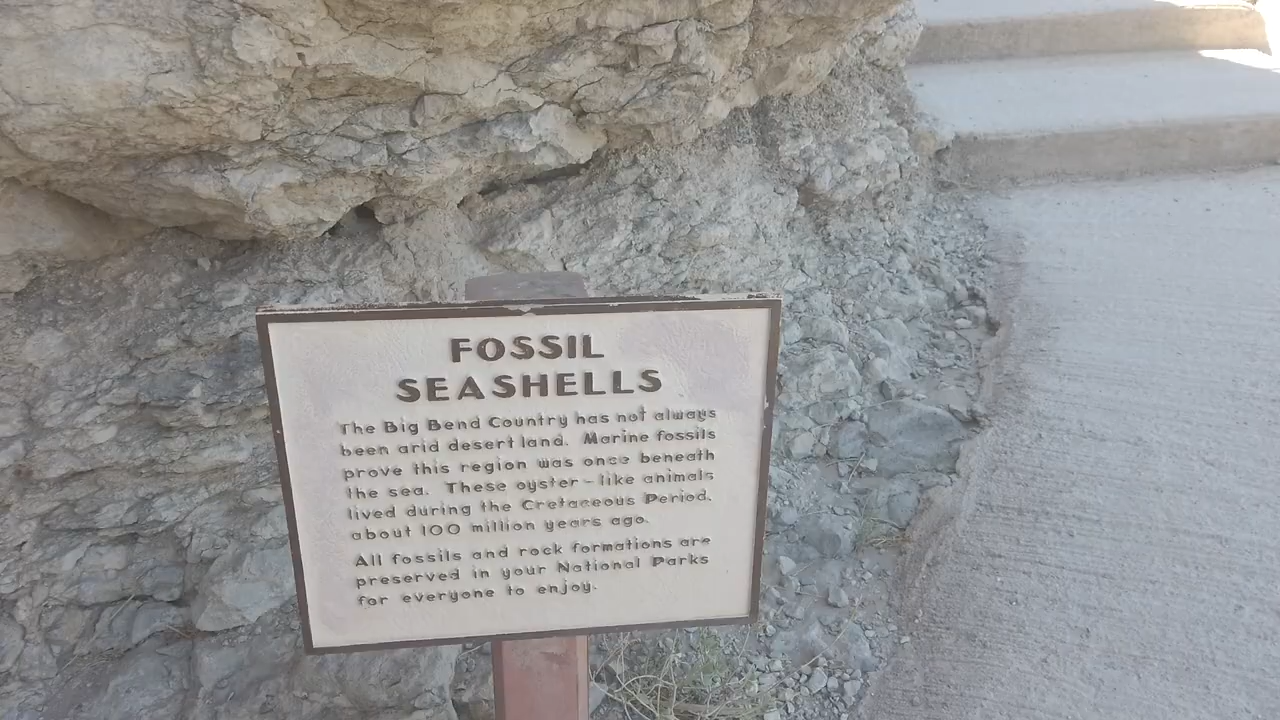 FOSSIL
SEASHELLS
The Big Bend Country has not always
been arid desert land. Marine fossils
prove this region was once beneath
the sea. These oyster-like animals
lived during the Cretaceous Period,
about 100 million years ago.
All fossils and rock formations are
preserved in your National Parks
for everyone to enjoy.